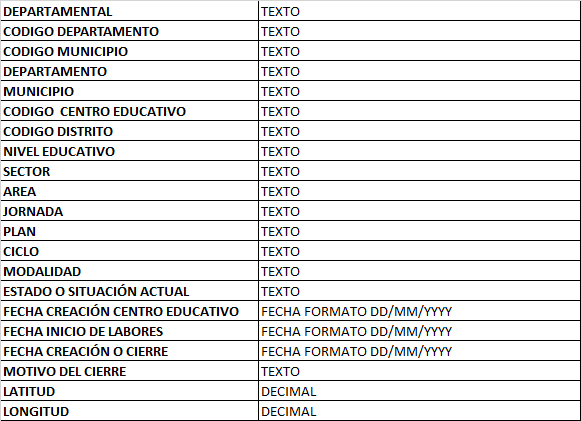 DEPARTAMENTAL TEXTO
CODIGO DEPARTAMENTO TEXTO
CODIGO MUNICIPIO TEXTO
DEPARTAMENTO TEXTO
MUNICIPIO TEXTO
CODIGO  CENTRO EDUCATIVO TEXTO
CODIGO DISTRITO TEXTO
NIVEL EDUCATIVO TEXTO
SECTOR TEXTO
AREA TEXTO
JORNADA TEXTO
PLAN TEXTO
CICLO TEXTO
MODALIDAD TEXTO
ESTADO O SITUACIÓN ACTUAL TEXTO
FECHA CREACIÓN CENTRO EDUCATIVO FECHA FORMATO DD/MM/YYYY
FECHA INICIO DE LABORES FECHA FORMATO DD/MM/YYYY
FECHA CREACIÓN O CIERRE FECHA FORMATO DD/MM/YYYY
MOTIVO DEL CIERRE TEXTO
LATITUD DECIMAL
LONGITUD DECIMAL